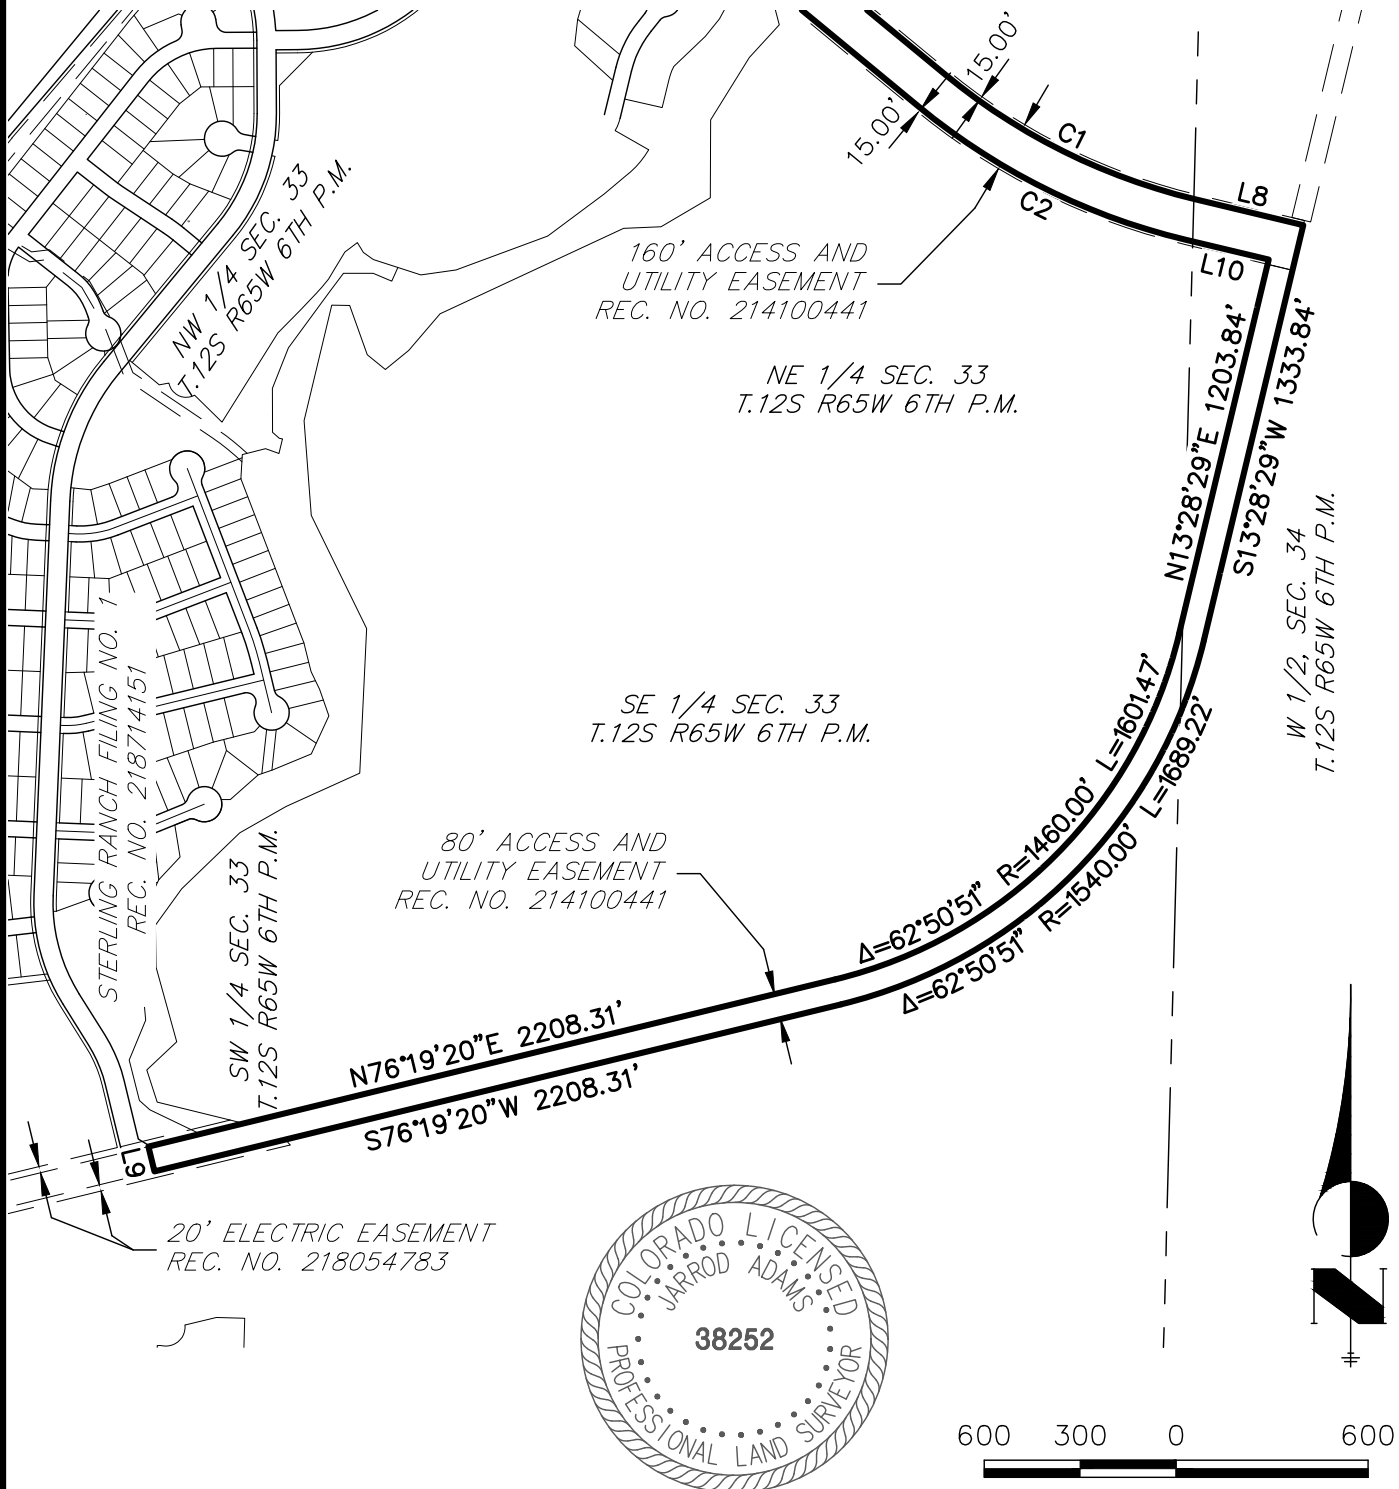 15.00'
15.00'
C1
C2
L8
L10
NW 1/4 SEC. 33
T.12S R65W 6TH P.M.
160' ACCESS AND
UTILITY EASEMENT
REC. NO. 214100441
NE 1/4 SEC. 33
T.12S R65W 6TH P.M.
N13°28'29"E 1203.84'
S13°28'29"W 1333.84'
W 1/2, SEC. 34
T.12S R65W 6TH P.M.
STERLING RANCH FILING NO. 1
REC. NO. 218714151
SE 1/4 SEC. 33
T.12S R65W 6TH P.M.
SW 1/4 SEC. 33
T.12S R65W 6TH P.M.
80' ACCESS AND
UTILITY EASEMENT
REC. NO. 214100441
Δ=62°50'51" R=1460.00' L=1601.47'
Δ=62°50'51" R=1540.00' L=1689.22'
N76°19'20"E 2208.31'
S76°19'20"W 2208.31'
L9
20' ELECTRIC EASEMENT
REC. NO. 218054783
COLORADO LICENSED
JARROD ADAMS
38252
PROFESSIONAL LAND SURVEYOR
N
600 300 0 600